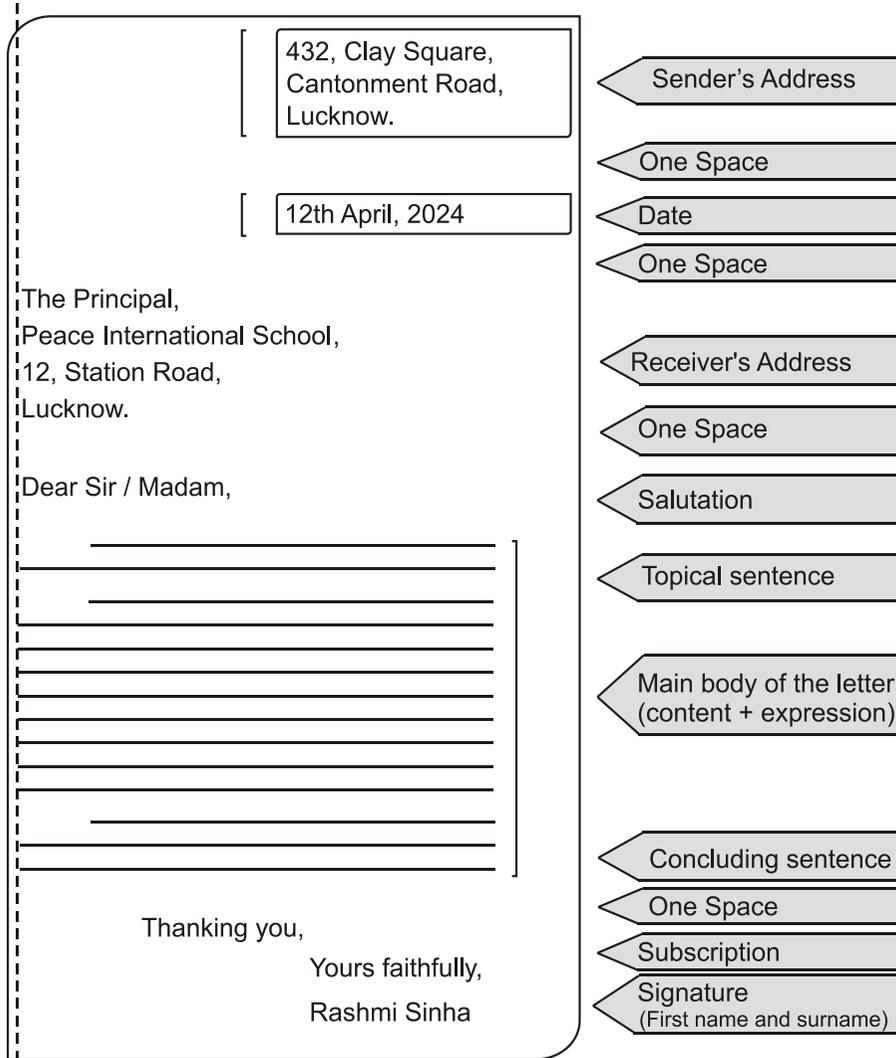 432, Clay Square,
Cantonment Road,
Lucknow.
Sender's Address
One Space
12th April, 2024
Date
One Space
The Principal,
Peace International School,
12, Station Road,
Lucknow.
Receiver's Address
One Space
Dear Sir / Madam,
Salutation
Topical sentence
Main body of the letter
(content + expression)
Concluding sentence
One Space
Thanking you,
Subscription
Yours faithfully,
Signature
(First name and surname)
Rashmi Sinha